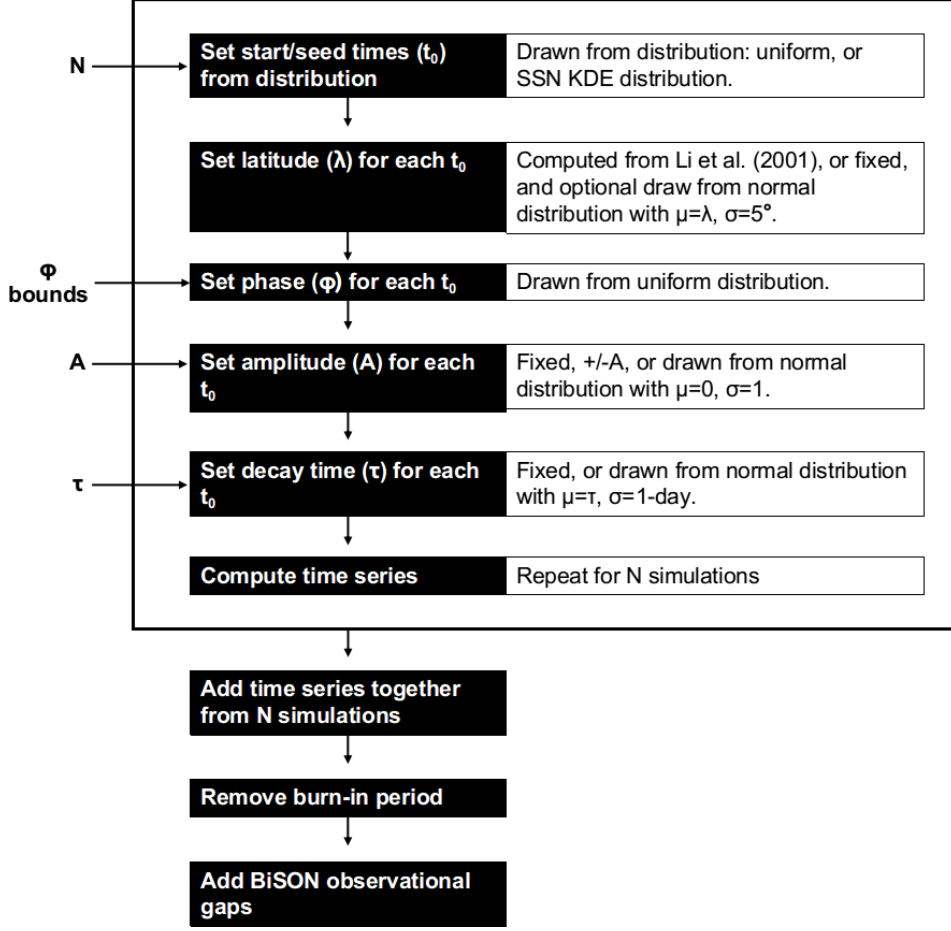 N
Set start/seed times (t₀)
from distribution
Drawn from distribution: uniform, or
SSN KDE distribution.
Set latitude (λ) for each t₀
Computed from Li et al. (2001), or fixed,
and optional draw from normal
distribution with μ=λ, σ=5°.
φ
bounds
Set phase (φ) for each t₀
Drawn from uniform distribution.
A
Set amplitude (A) for each
t₀
Fixed, +/-A, or drawn from normal
distribution with μ=0, σ=1.
τ
Set decay time (τ) for each
t₀
Fixed, or drawn from normal distribution
with μ=τ, σ=1-day.
Compute time series
Repeat for N simulations
Add time series together
from N simulations
Remove burn-in period
Add BiSON observational
gaps